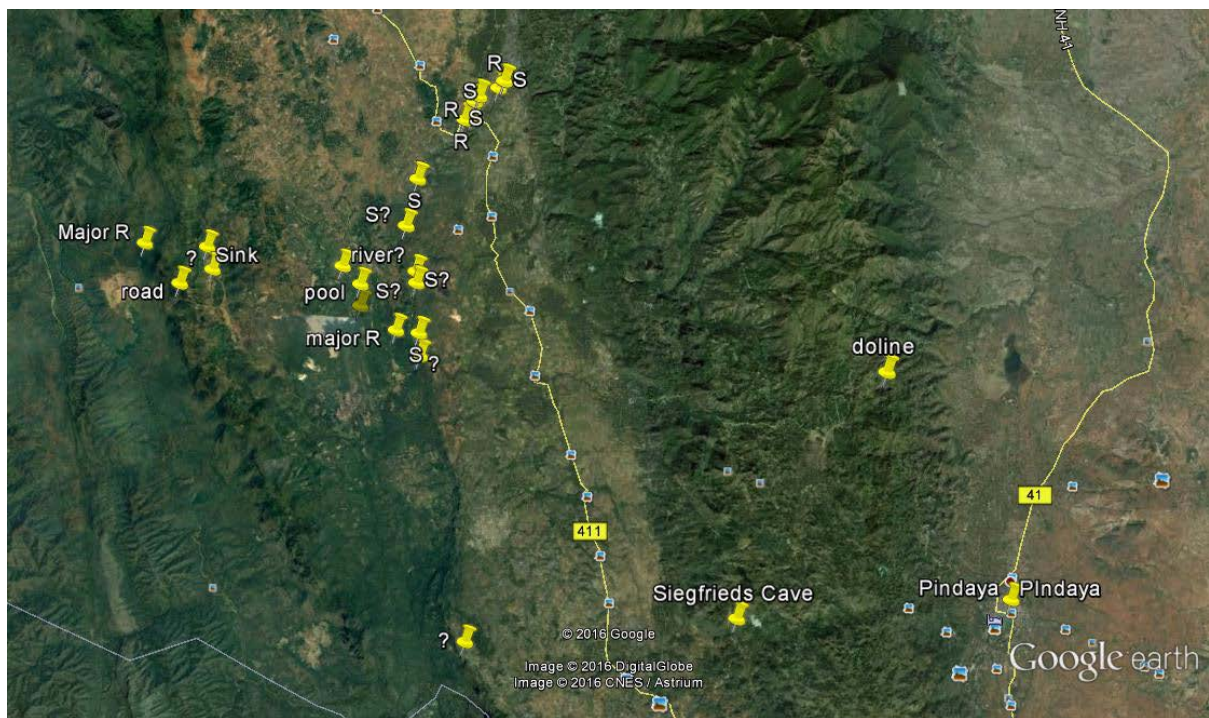 NH 41
R
S
S
R
S
R
S
S?
Major R
river?
?
Sink
S?
road
pool
S?
major R
S
?
doline
41
411
Siegfrieds Cave
Pindaya
PIndaya
?
© 2016 Google
Image © 2016 DigitalGlobe
Image © 2016 CNES / Astrium
Google earth